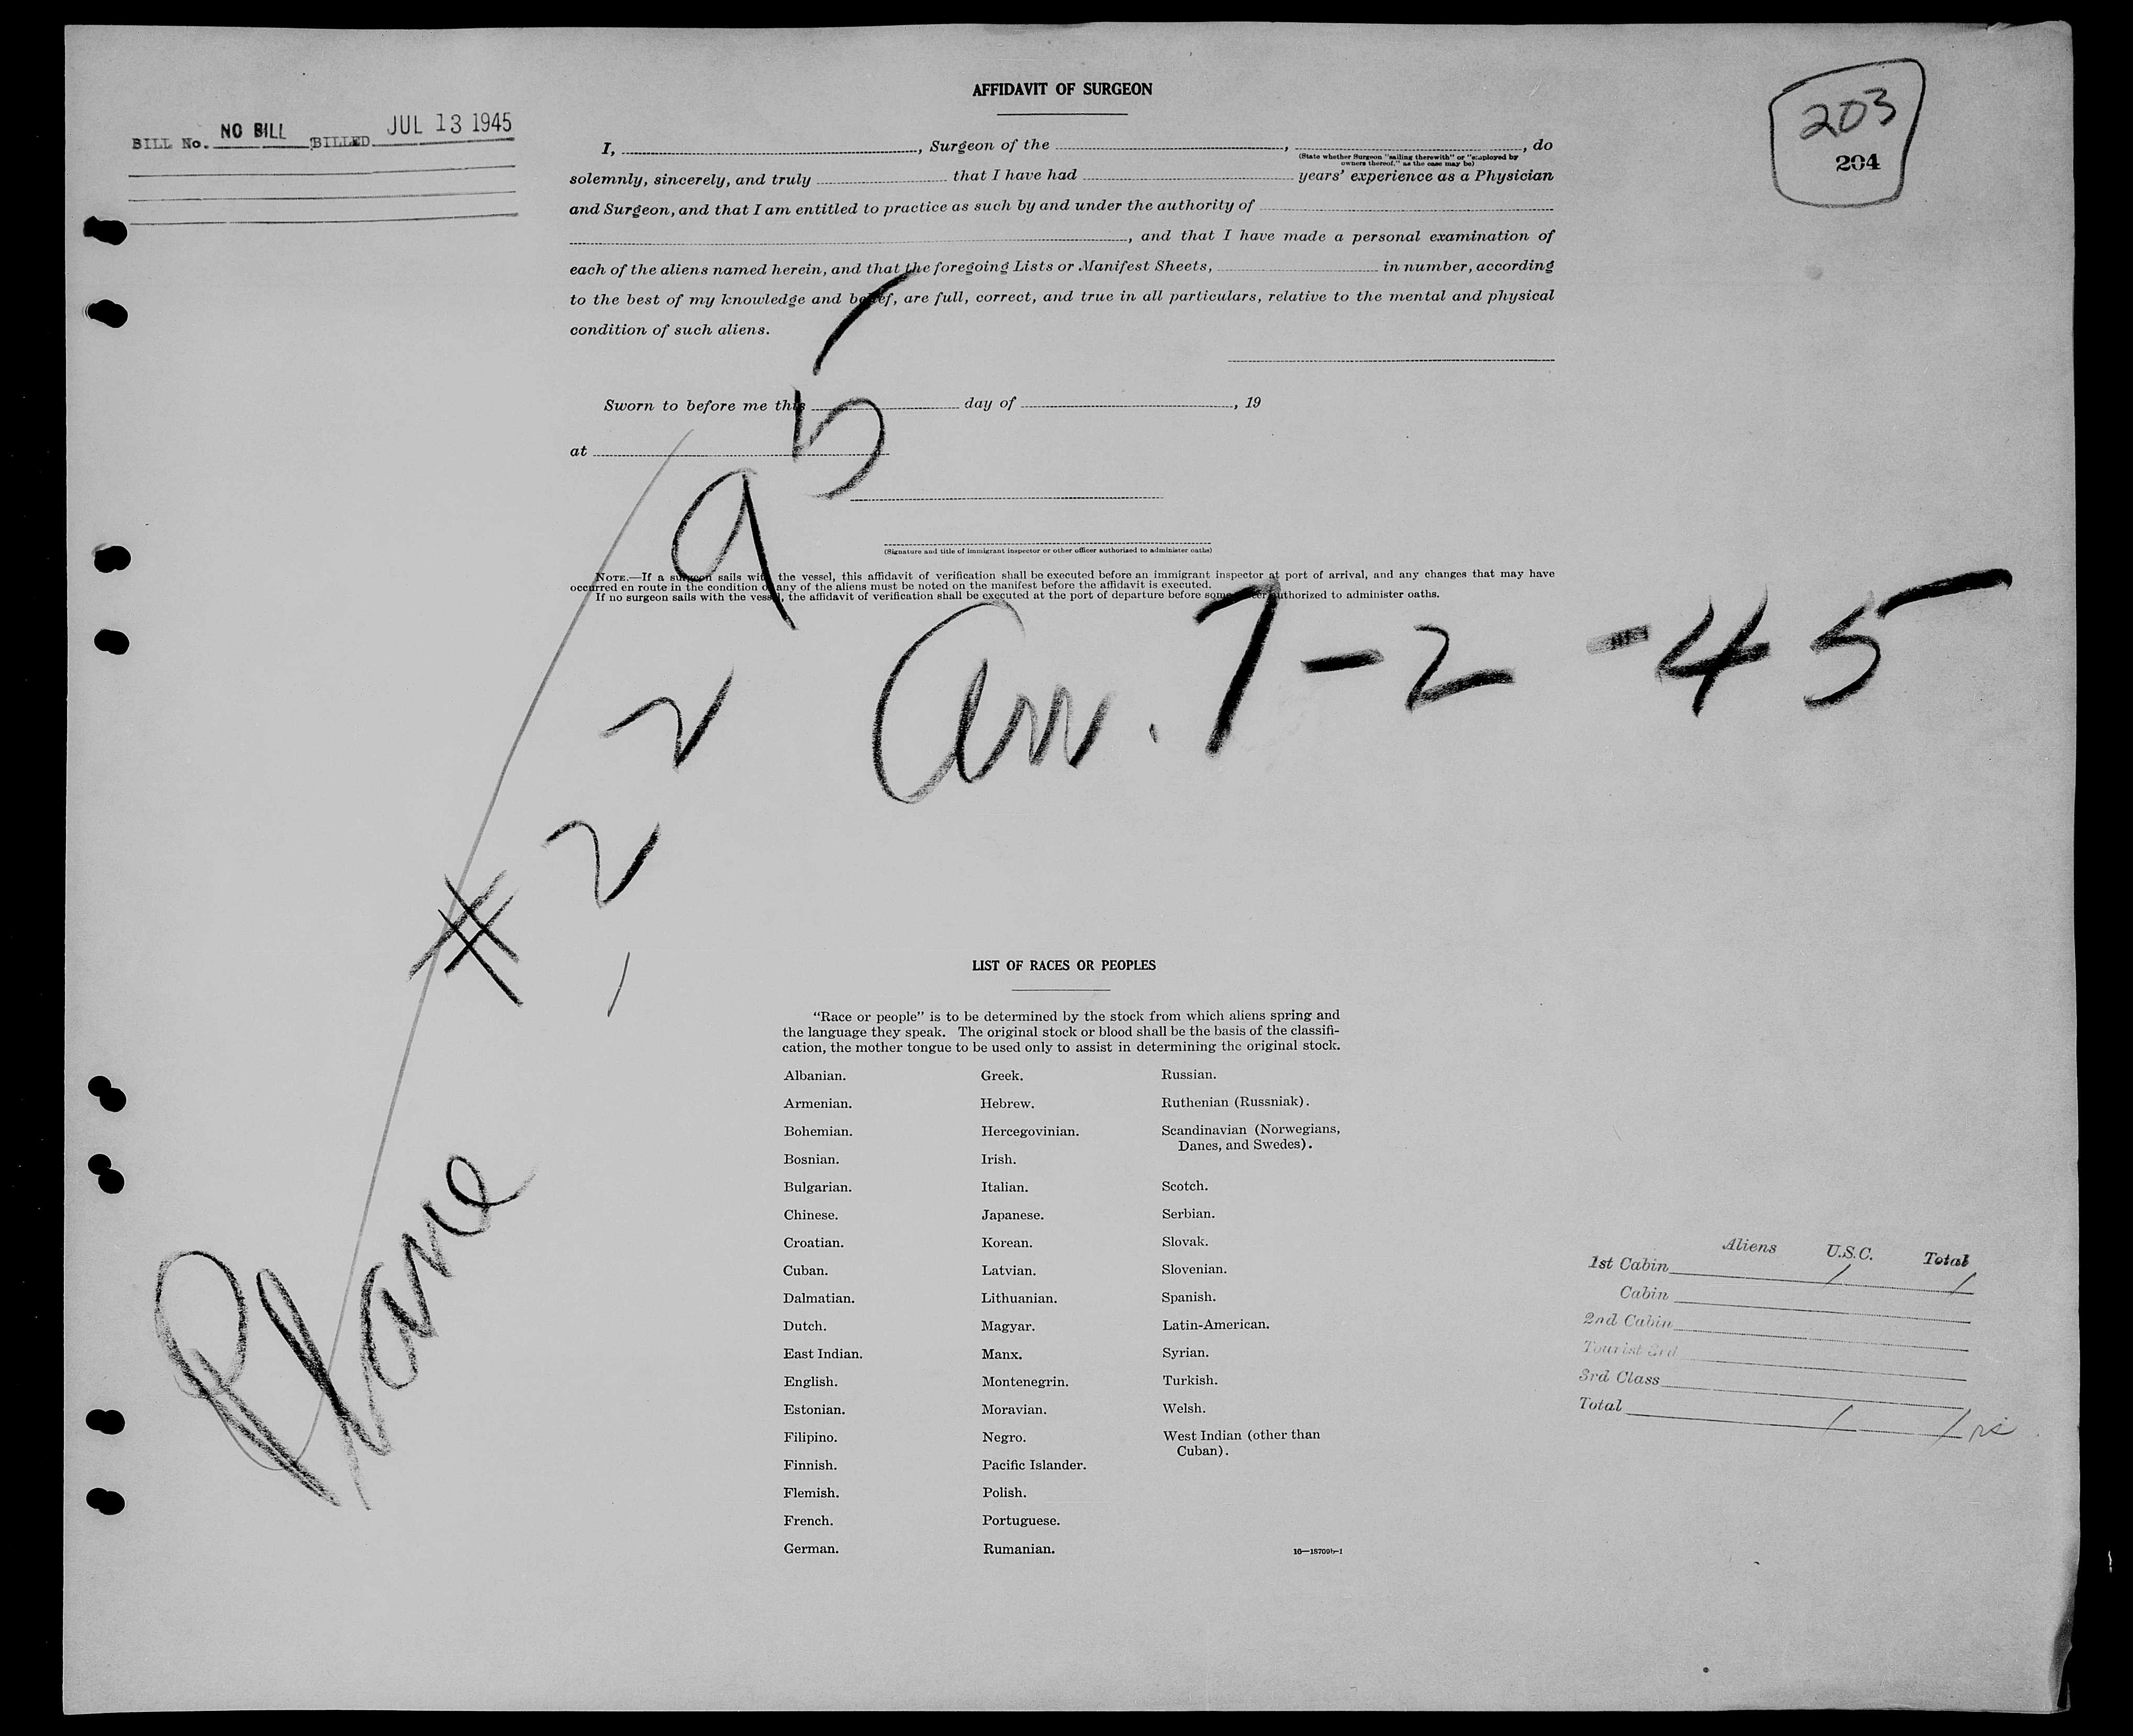 AFFIDAVIT OF SURGEON
BILL No. NO BILL BILLED JUL 13 1945
203
204
I, , Surgeon of the , , do
(State whether Surgeon "sailing therewith" or "employed by
owners thereof," as the case may be)
solemnly, sincerely, and truly that I have had years' experience as a Physician
and Surgeon, and that I am entitled to practice as such by and under the authority of
, and that I have made a personal examination of
each of the aliens named herein, and that the foregoing Lists or Manifest Sheets, in number, according
to the best of my knowledge and belief, are full, correct, and true in all particulars, relative to the mental and physical
condition of such aliens.
Sworn to before me this day of , 19
at
(Signature and title of immigrant inspector or other officer authorized to administer oaths)
NOTE.—If a surgeon sails with the vessel, this affidavit of verification shall be executed before an immigrant inspector at port of arrival, and any changes that may have
occurred en route in the condition of any of the aliens must be noted on the manifest before the affidavit is executed.
If no surgeon sails with the vessel, the affidavit of verification shall be executed at the port of departure before some officer authorized to administer oaths.
Plane # 2295
Arr. 7-2-45
LIST OF RACES OR PEOPLES
"Race or people" is to be determined by the stock from which aliens spring and
the language they speak. The original stock or blood shall be the basis of the classifi-
cation, the mother tongue to be used only to assist in determining the original stock.
Albanian.
Armenian.
Bohemian.
Bosnian.
Bulgarian.
Chinese.
Croatian.
Cuban.
Dalmatian.
Dutch.
East Indian.
English.
Estonian.
Filipino.
Finnish.
Flemish.
French.
German.
Greek.
Hebrew.
Hercegovinian.
Irish.
Italian.
Japanese.
Korean.
Latvian.
Lithuanian.
Magyar.
Manx.
Montenegrin.
Moravian.
Negro.
Pacific Islander.
Polish.
Portuguese.
Rumanian.
Russian.
Ruthenian (Russniak).
Scandinavian (Norwegians,
Danes, and Swedes).
Scotch.
Serbian.
Slovak.
Slovenian.
Spanish.
Latin-American.
Syrian.
Turkish.
Welsh.
West Indian (other than
Cuban).
16—18709b-1
Aliens U.S.C. Total
1st Cabin / /
Cabin
2nd Cabin
Tourist 3rd
3rd Class
Total / /